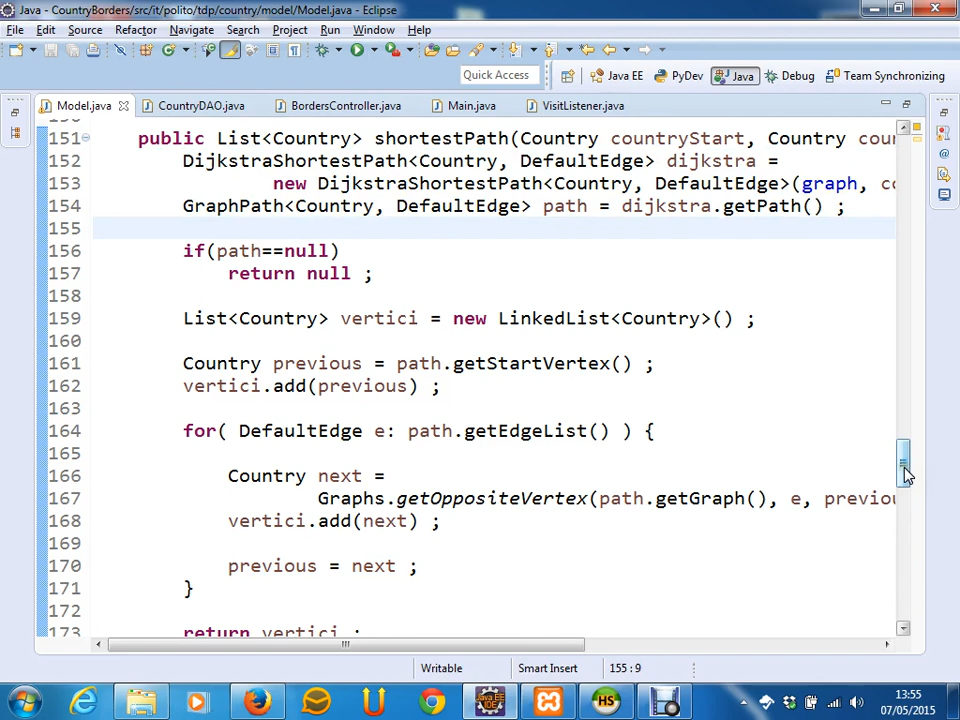 Java - CountryBorders/src/it/polito/tdp/country/model/Model.java - Eclipse
File Edit Source Refactor Navigate Search Project Run Window Help
Quick Access Java EE PyDev Java Debug Team Synchronizing
Model.java CountryDAO.java BordersController.java Main.java VisitListener.java
151 public List<Country> shortestPath(Country countryStart, Country cou
152 DijkstraShortestPath<Country, DefaultEdge> dijkstra =
153 new DijkstraShortestPath<Country, DefaultEdge>(graph, c
154 GraphPath<Country, DefaultEdge> path = dijkstra.getPath() ;
155
156 if(path==null)
157 return null ;
158
159 List<Country> vertici = new LinkedList<Country>() ;
160
161 Country previous = path.getStartVertex() ;
162 vertici.add(previous) ;
163
164 for( DefaultEdge e: path.getEdgeList() ) {
165
166 Country next =
167 Graphs.getOppositeVertex(path.getGraph(), e, previou
168 vertici.add(next) ;
169
170 previous = next ;
171 }
172
173 return vertici ;
Writable Smart Insert 155 : 9
Java EE IDE HS 13:55
07/05/2015